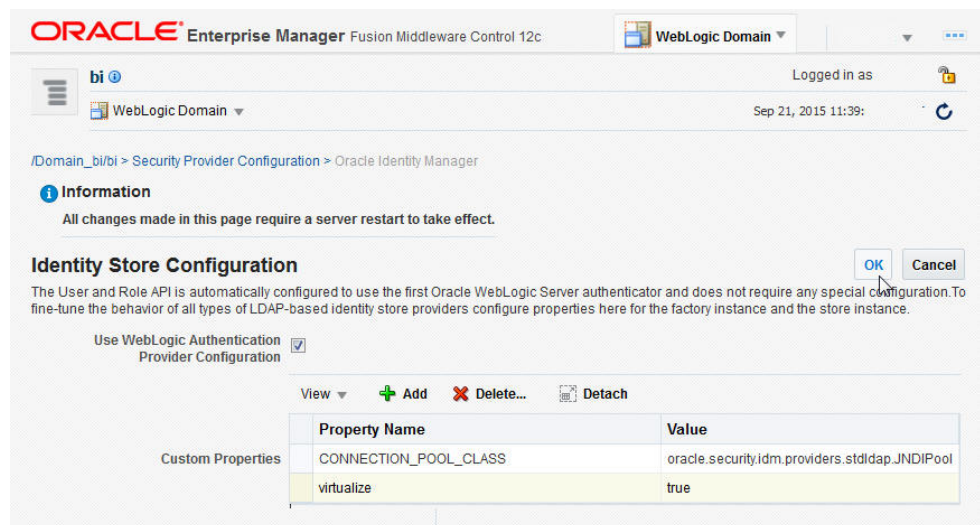 ORACLE Enterprise Manager Fusion Middleware Control 12c
WebLogic Domain
bi
Logged in as
WebLogic Domain
Sep 21, 2015 11:39:
/Domain_bi/bi > Security Provider Configuration > Oracle Identity Manager
Information
All changes made in this page require a server restart to take effect.
Identity Store Configuration
OK
Cancel
The User and Role API is automatically configured to use the first Oracle WebLogic Server authenticator and does not require any special configuration.To
fine-tune the behavior of all types of LDAP-based identity store providers configure properties here for the factory instance and the store instance.
Use WebLogic Authentication
Provider Configuration
View
Add
Delete...
Detach
Property Name
Value
Custom Properties
CONNECTION_POOL_CLASS
oracle.security.idm.providers.stdldap.JNDIPool
virtualize
true